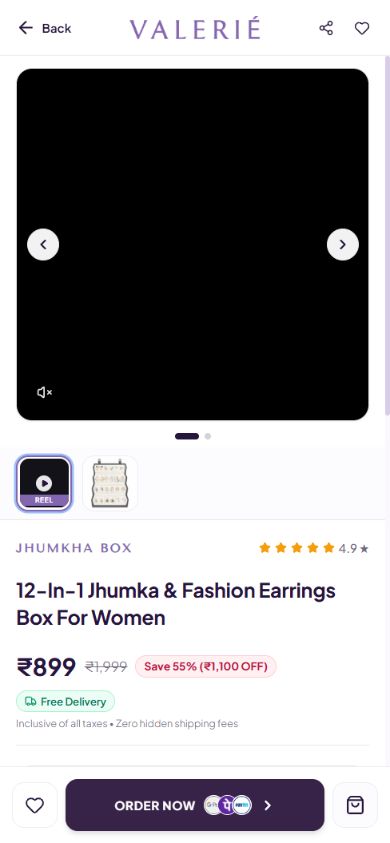 Back
VALERIÉ
REEL
JHUMKHA BOX
4.9★
12-In-1 Jhumka & Fashion Earrings
Box For Women
₹899 ₹1,999 Save 55% (₹1,100 OFF)
Free Delivery
Inclusive of all taxes • Zero hidden shipping fees
ORDER NOW